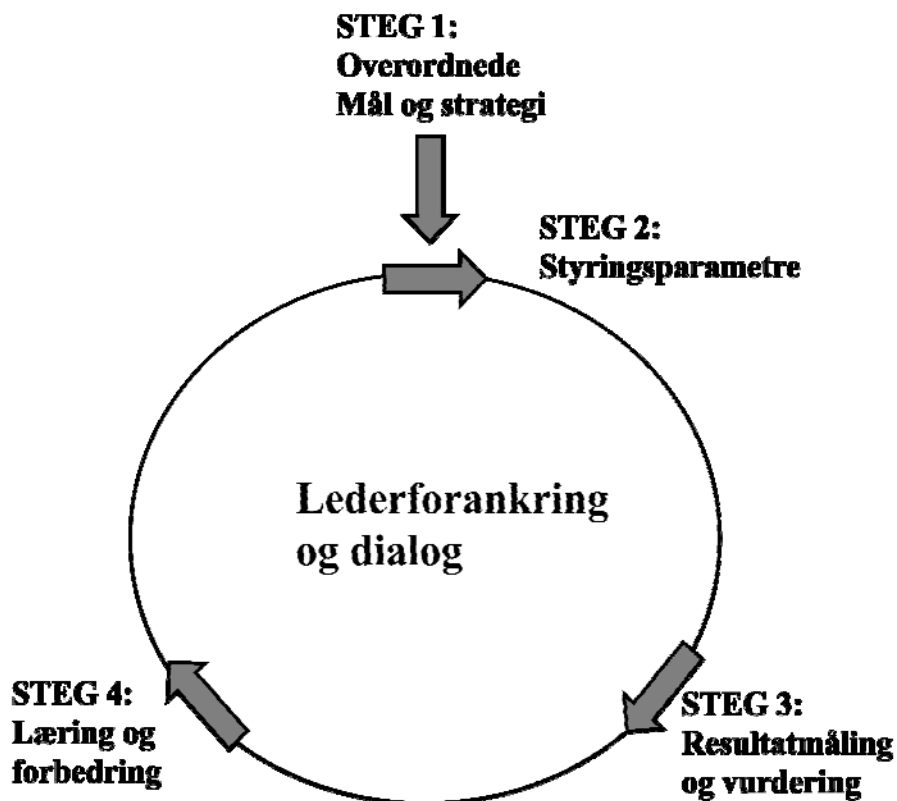 STEG 1:
Overordnede
Mål og strategi
STEG 2:
Styringsparametre
Lederforankring
og dialog
STEG 3:
Resultatmåling
og vurdering
STEG 4:
Læring og
forbedring